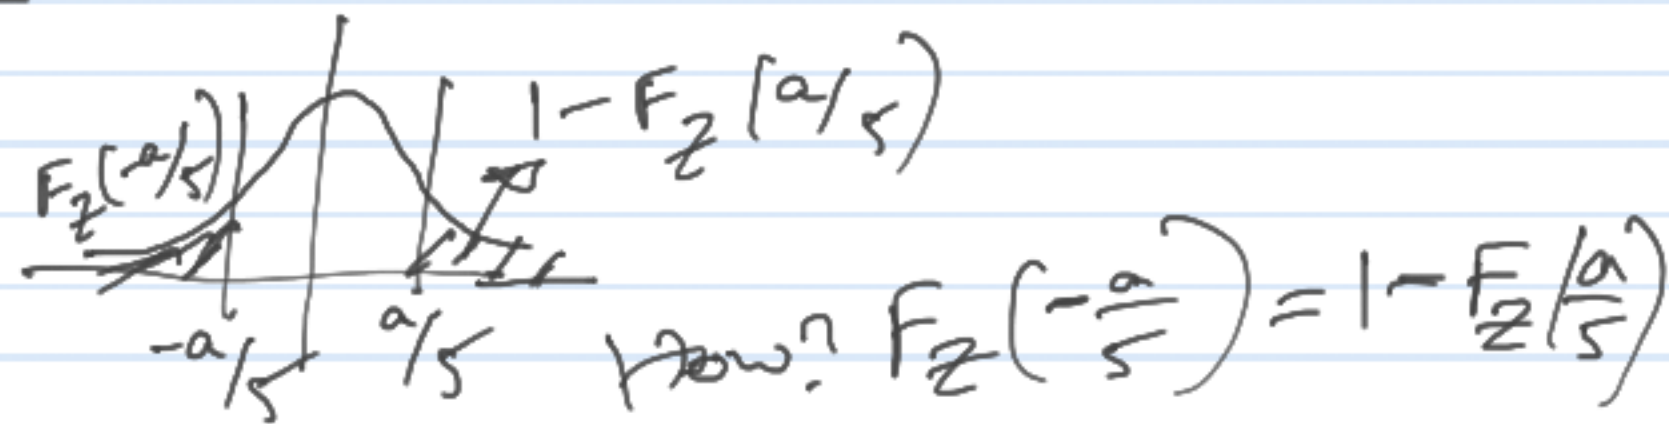 1 - F_Z(a/5)
F_Z(-a/5)
-a/5
a/5
How? F_Z(-a/5) = 1 - F_Z(a/5)